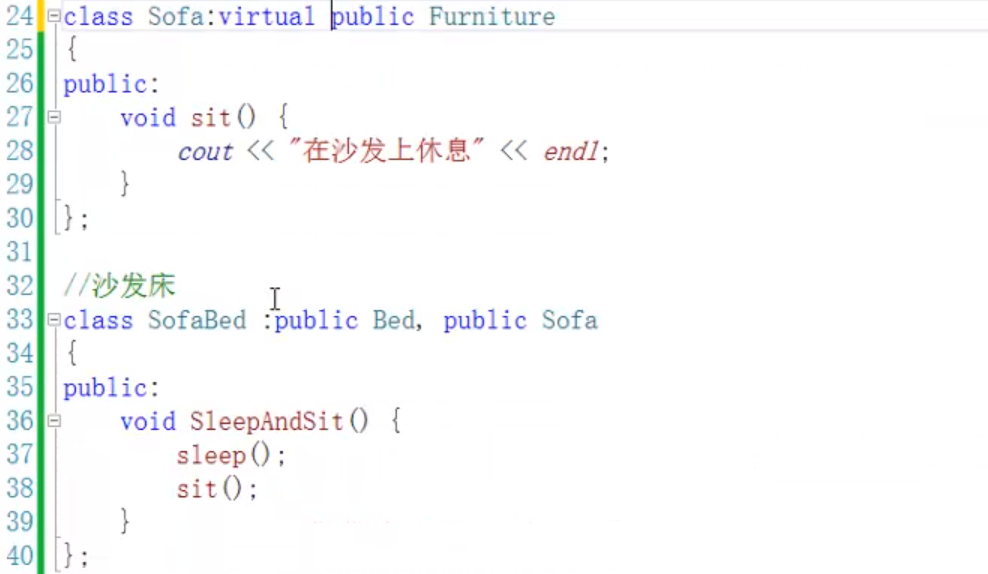 24 class Sofa:virtual public Furniture
25 {
26 public:
27 void sit() {
28 cout << "在沙发上休息" << endl;
29 }
30 };
31
32 //沙发床
33 class SofaBed :public Bed, public Sofa
34 {
35 public:
36 void SleepAndSit() {
37 sleep();
38 sit();
39 }
40 };